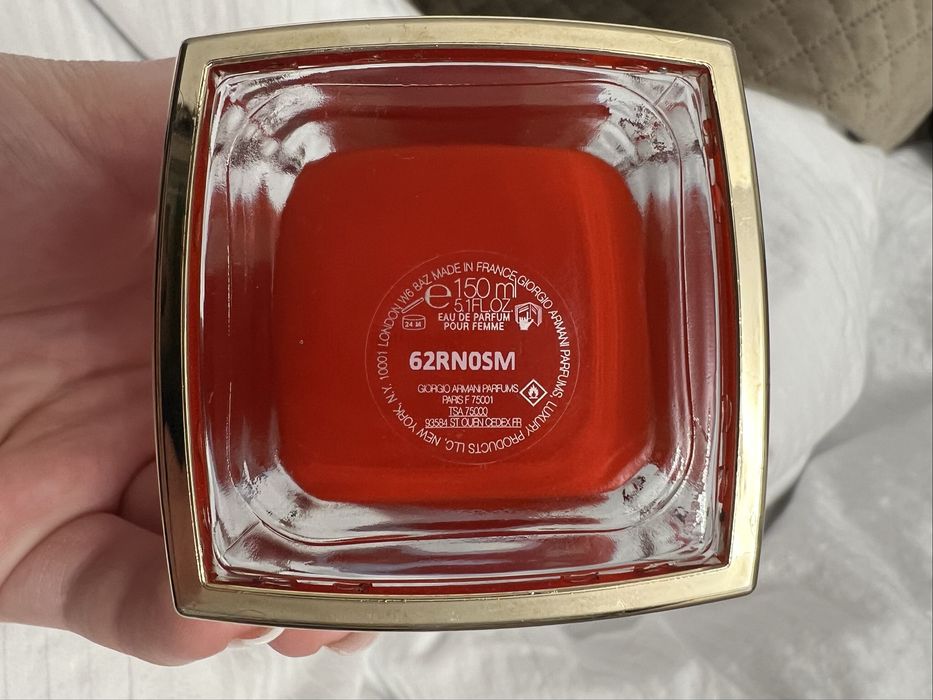 MADE IN FRANCE GIORGIO ARMANI PARFUMS, LUXURY PRODUCTS LLC, NEW YORK, N.Y. 10001 LONDON W6 8AZ
e 150 ml
5.1FL.OZ
24 M
EAU DE PARFUM
POUR FEMME
62RN0SM
GIORGIO ARMANI PARFUMS
PARIS F 75001
TSA 75000
93584 ST OUEN CEDEX FR